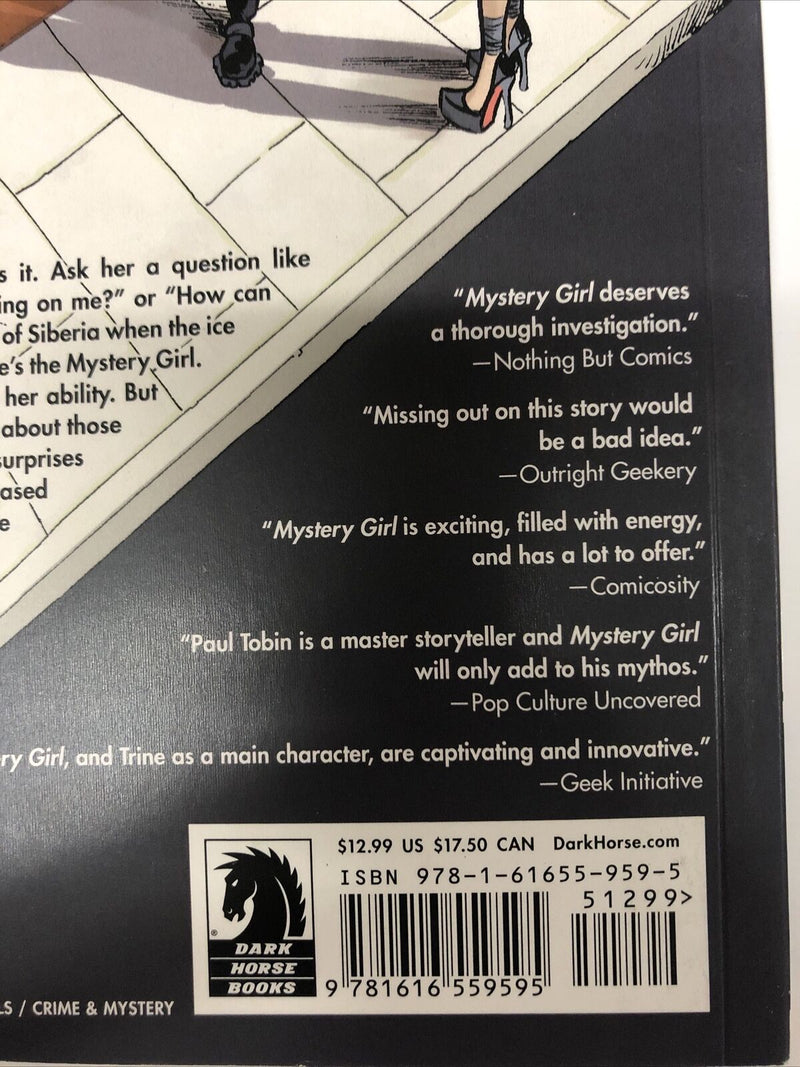 s it. Ask her a question like
ing on me?” or “How can
of Siberia when the ice
e’s the Mystery Girl.
her ability. But
about those
surprises
ased
e
“Mystery Girl deserves
a thorough investigation.”
—Nothing But Comics
“Missing out on this story would
be a bad idea.”
—Outright Geekery
“Mystery Girl is exciting, filled with energy,
and has a lot to offer.”
—Comicosity
“Paul Tobin is a master storyteller and Mystery Girl
will only add to his mythos.”
—Pop Culture Uncovered
ry Girl, and Trine as a main character, are captivating and innovative.”
—Geek Initiative
$12.99 US $17.50 CAN DarkHorse.com
ISBN 978-1-61655-959-5
51299>
®
DARK
HORSE
BOOKS
9 781616 559595
LS / CRIME & MYSTERY